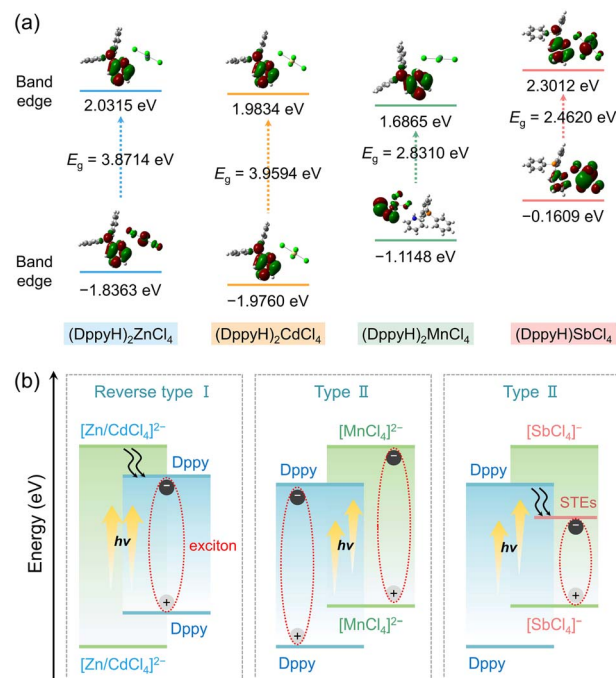 (a)
Band
edge
2.0315 eV
1.9834 eV
1.6865 eV
2.3012 eV
Eg = 3.8714 eV
Eg = 3.9594 eV
Eg = 2.8310 eV
Eg = 2.4620 eV
Band
edge
−1.8363 eV
−1.9760 eV
−1.1148 eV
−0.1609 eV
(DppyH)2ZnCl4
(DppyH)2CdCl4
(DppyH)2MnCl4
(DppyH)SbCl4
(b)
Energy (eV)
Reverse type Ⅰ
[Zn/CdCl4]2−
Dppy
−
hv
exciton
+
Dppy
[Zn/CdCl4]2−
Type Ⅱ
[MnCl4]2−
Dppy
−
−
hv
+
+
[MnCl4]2−
Dppy
Type Ⅱ
[SbCl4]−
Dppy
STEs
−
hv
+
[SbCl4]−
Dppy